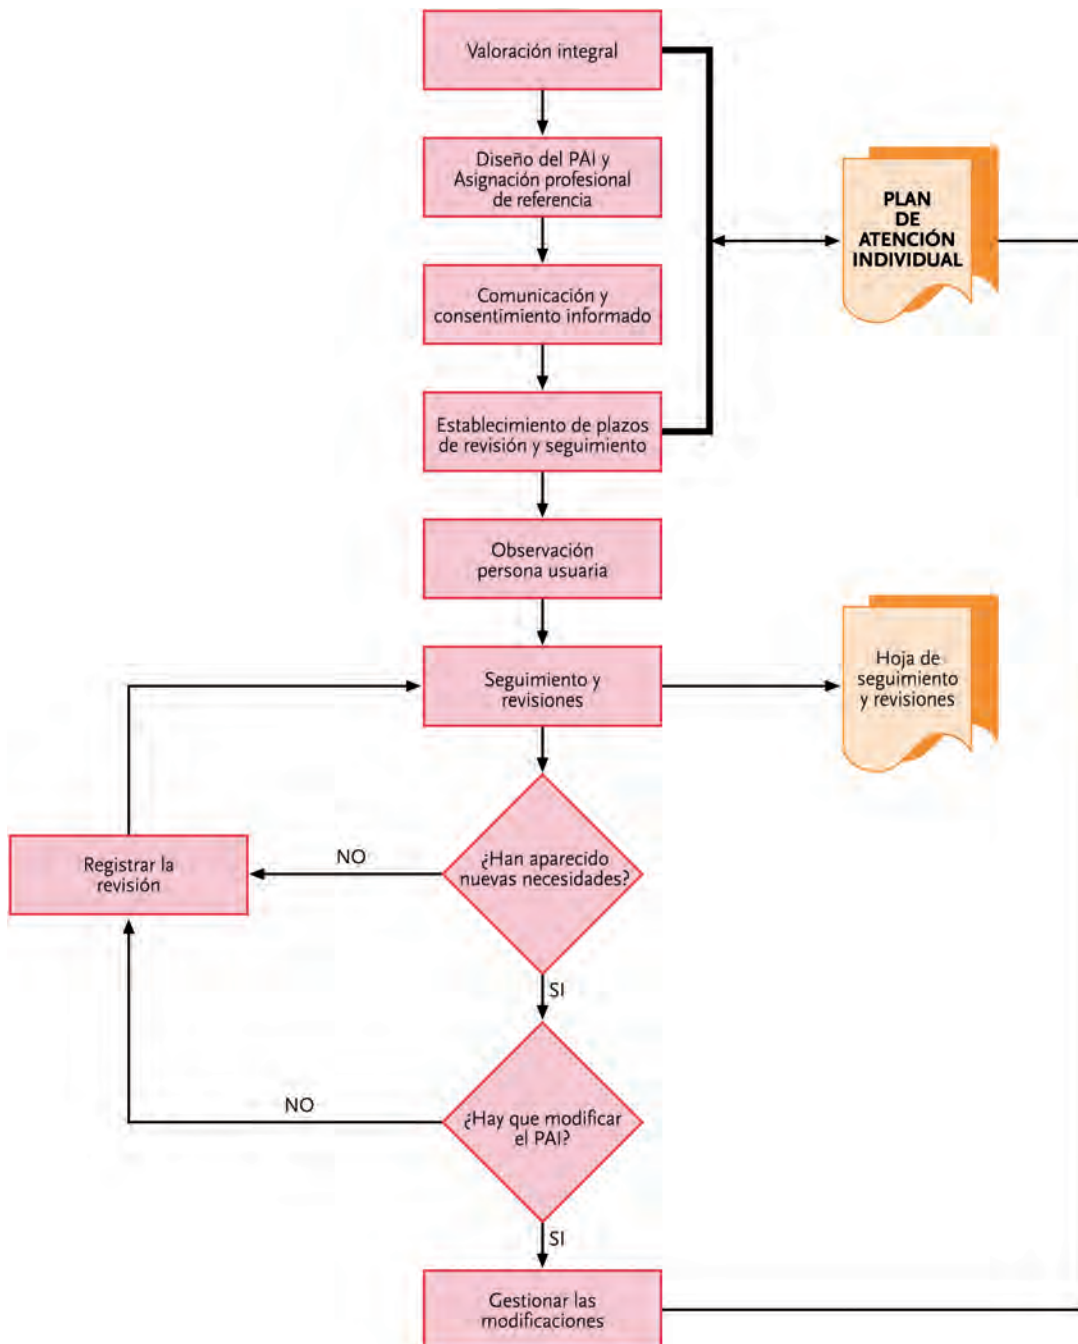 Valoración integral
Diseño del PAI y
Asignación profesional
de referencia
PLAN
DE
ATENCIÓN
INDIVIDUAL
Comunicación y
consentimiento informado
Establecimiento de plazos
de revisión y seguimiento
Observación
persona usuaria
Seguimiento y
revisiones
Hoja de
seguimiento
y revisiones
¿Han aparecido
nuevas necesidades?
NO
Registrar la
revisión
SI
¿Hay que modificar
el PAI?
NO
SI
Gestionar las
modificaciones